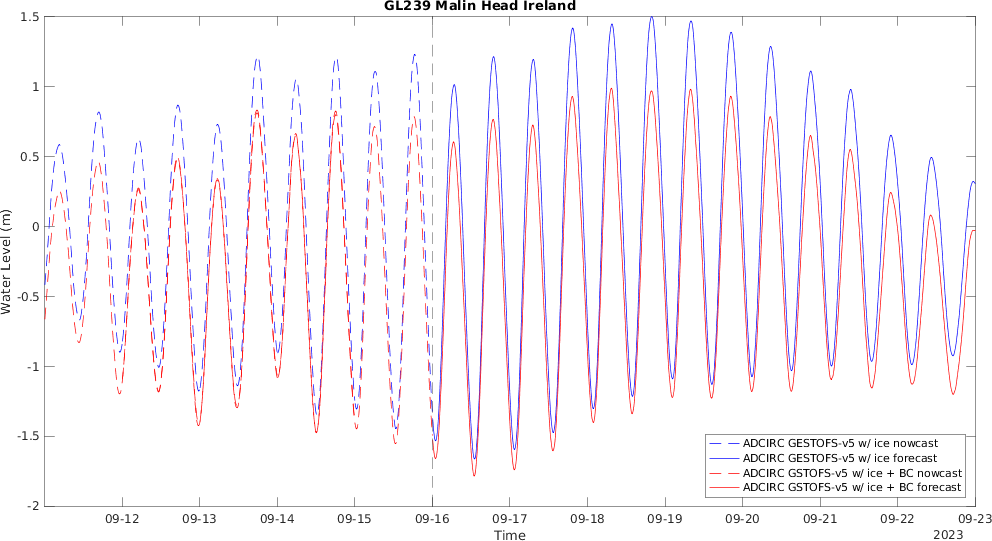 GL239 Malin Head Ireland
1.5
1
0.5
0
-0.5
-1
-1.5
-2
Water Level (m)
ADCIRC GESTOFS-v5 w/ ice nowcast
ADCIRC GESTOFS-v5 w/ ice forecast
ADCIRC GSTOFS-v5 w/ ice + BC nowcast
ADCIRC GSTOFS-v5 w/ ice + BC forecast
09-12 09-13 09-14 09-15 09-16 09-17 09-18 09-19 09-20 09-21 09-22 09-23
Time
2023